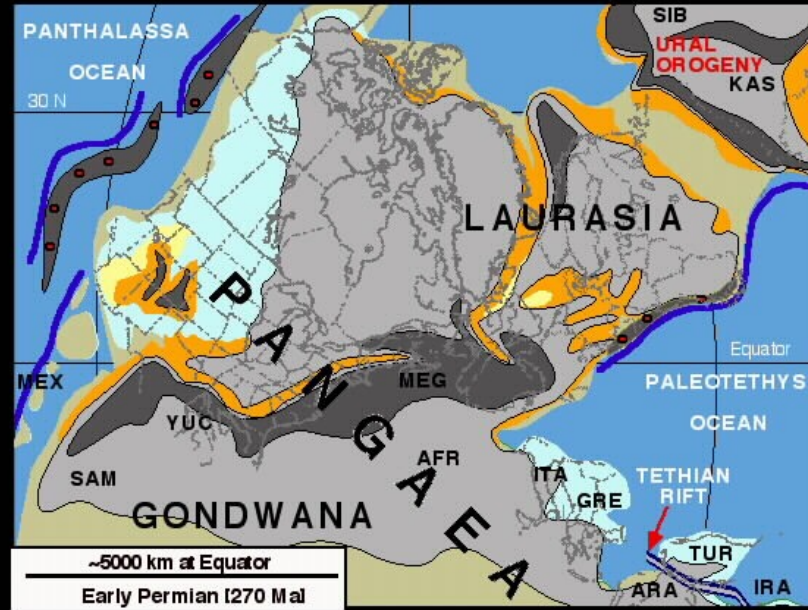 PANTHALASSA
OCEAN
SIB
URAL
OROGENY
KAS
30 N
LAURASIA
PANGAEA
Equator
MEX
MEG
PALEOTETHYS
OCEAN
YUC
AFR
SAM
ITA
GRE
TETHIAN
RIFT
GONDWANA
TUR
ARA
IRA
~5000 km at Equator
Early Permian [270 Ma]